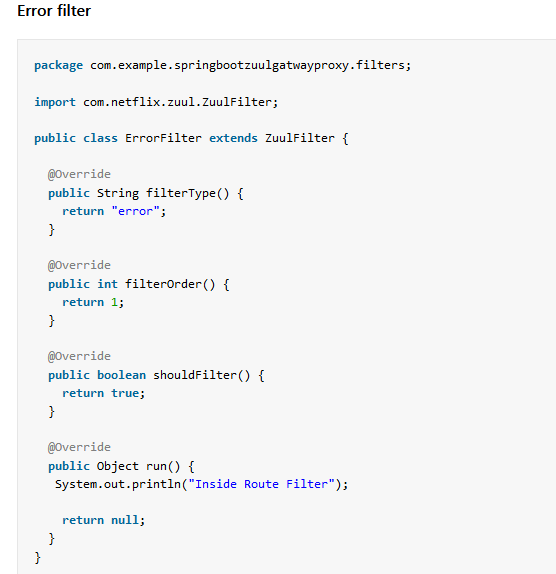 Error filter
package com.example.springbootzuulgatwayproxy.filters;
import com.netflix.zuul.ZuulFilter;
public class ErrorFilter extends ZuulFilter {
@Override
public String filterType() {
return "error";
}
@Override
public int filterOrder() {
return 1;
}
@Override
public boolean shouldFilter() {
return true;
}
@Override
public Object run() {
System.out.println("Inside Route Filter");
return null;
}
}